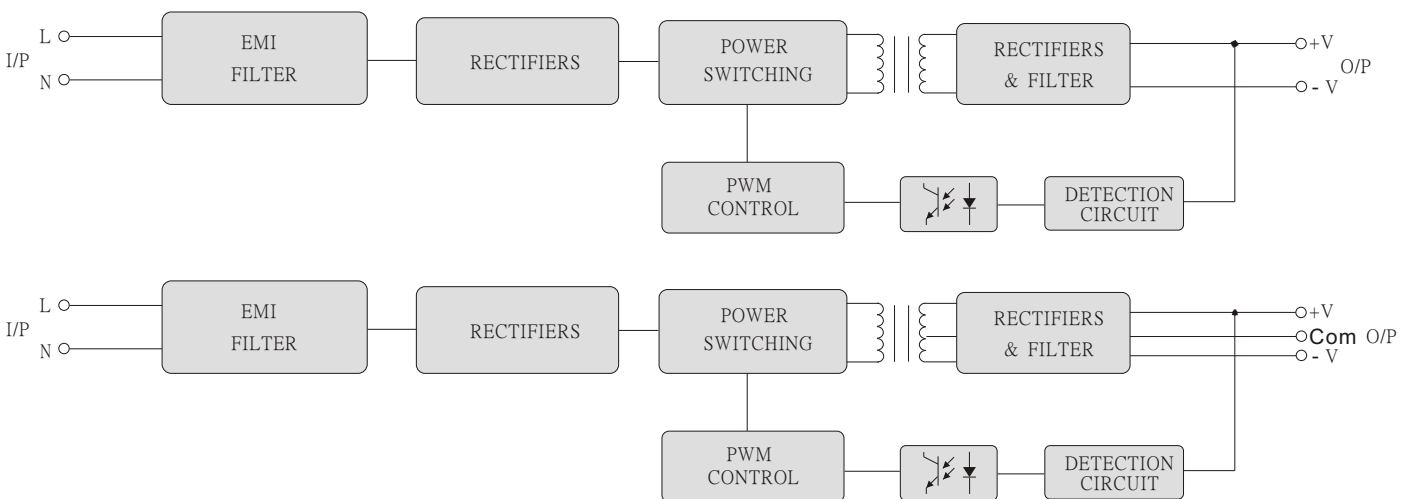 L
I/P
N
EMI
FILTER
RECTIFIERS
POWER
SWITCHING
RECTIFIERS
& FILTER
+V
O/P
- V
PWM
CONTROL
DETECTION
CIRCUIT
L
I/P
N
EMI
FILTER
RECTIFIERS
POWER
SWITCHING
RECTIFIERS
& FILTER
+V
Com O/P
- V
PWM
CONTROL
DETECTION
CIRCUIT